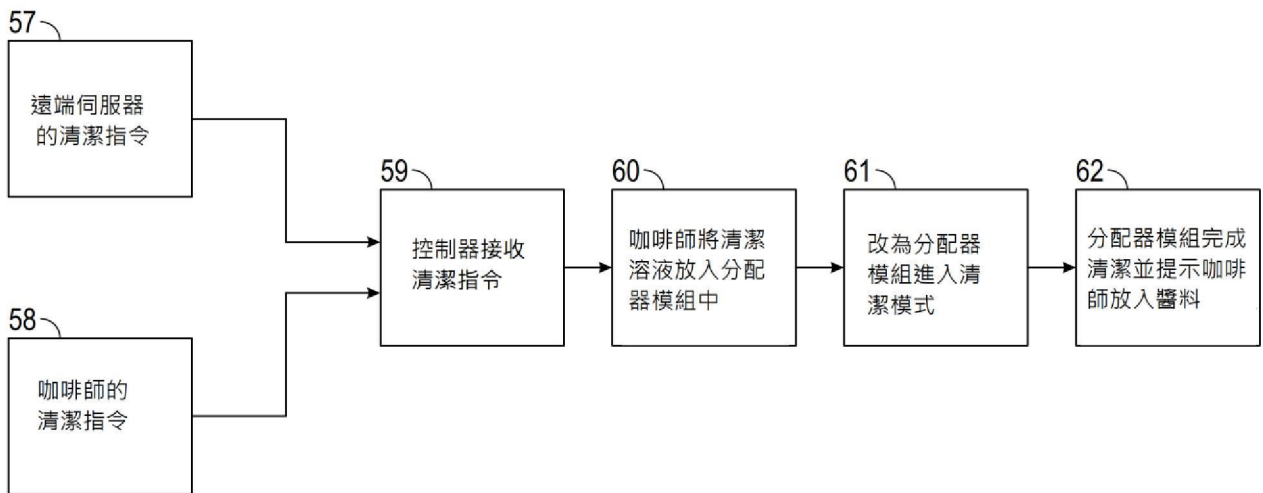 57
遠端伺服器
的清潔指令
58
咖啡師的
清潔指令
59
控制器接收
清潔指令
60
咖啡師將清潔
溶液放入分配
器模組中
61
改為分配器
模組進入清
潔模式
62
分配器模組完成
清潔並提示咖啡
師放入醬料